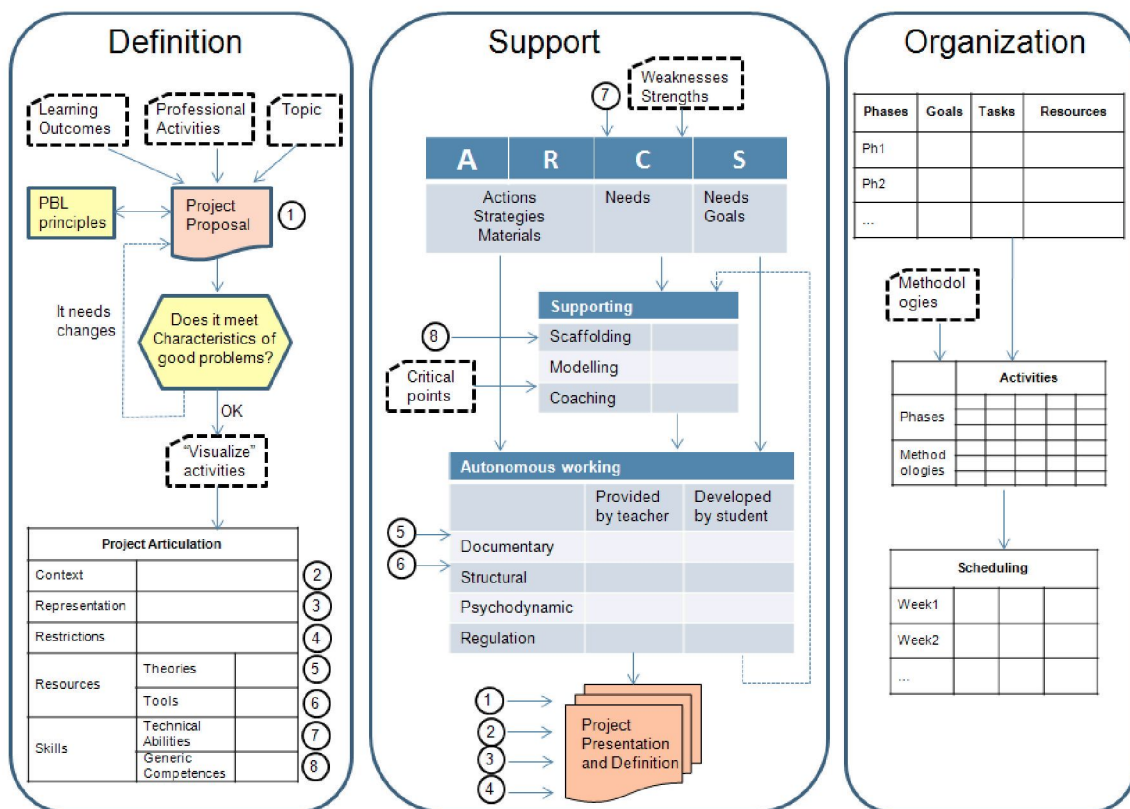 Definition
Learning
Outcomes
Professional
Activities
Topic
PBL
principles
Project
Proposal
1
It needs
changes
Does it meet
Characteristics of
good problems?
OK
"Visualize"
activities
Project Articulation
Context
2
Representation
3
Restrictions
4
Resources
Theories
5
Tools
6
Skills
Technical
Abilities
7
Generic
Competences
8
Support
7
Weaknesses
Strengths
A R C S
Actions
Strategies
Materials
Needs
Needs
Goals
Supporting
8
Scaffolding
Modelling
Critical
points
Coaching
Autonomous working
Provided
by teacher
Developed
by student
5
Documentary
6
Structural
Psychodynamic
Regulation
1
2
3
4
Project
Presentation
and Definition
Organization
Phases Goals Tasks Resources
Ph1
Ph2
...
Methodol
ogies
Activities
Phases
Method
ologies
Scheduling
Week1
Week2
...